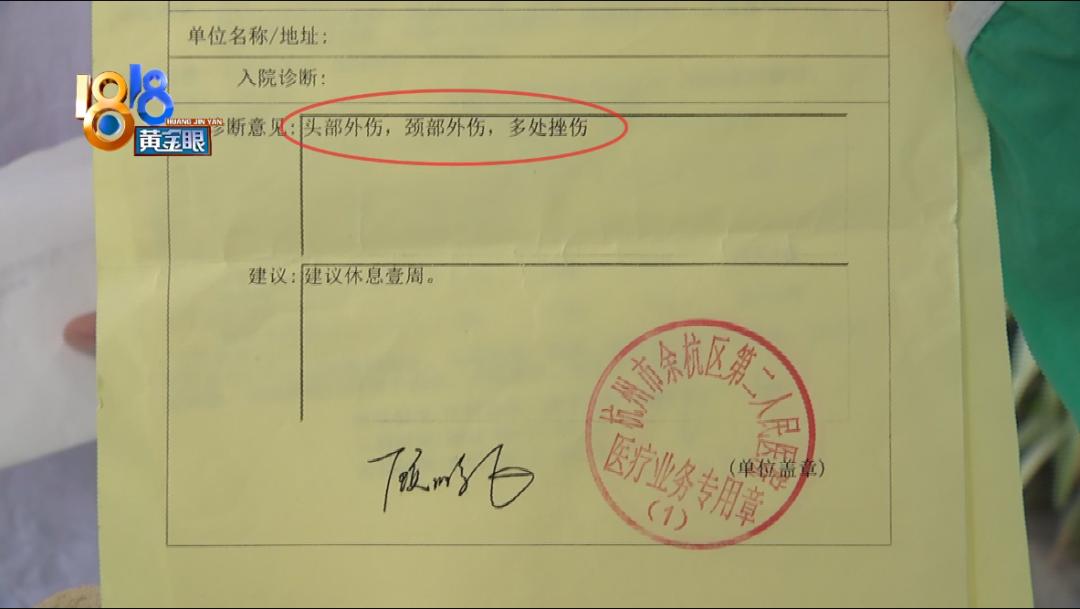 单位名称/地址:
入院诊断:
1818
HUANG JIN YAN
黄金眼
诊断意见:头部外伤，颈部外伤，多处挫伤
建议:建议休息壹周。
杭州市余杭区第二人民医院
医疗业务专用章
(1)
(单位盖章)